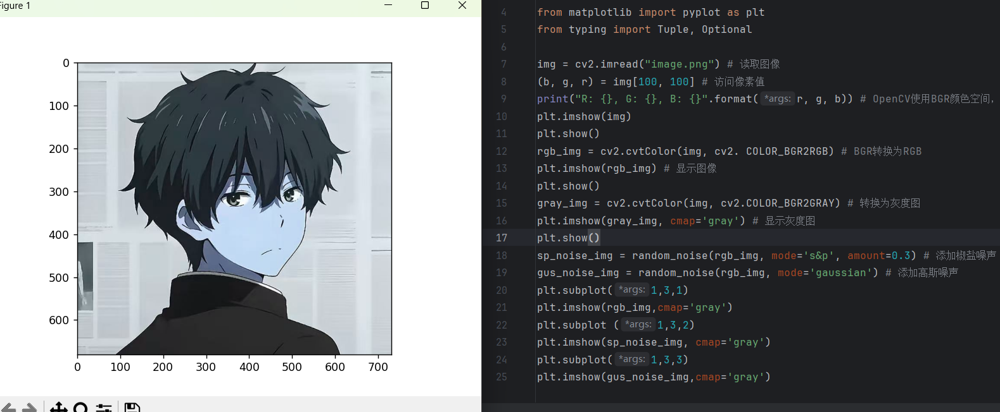 Figure 1
0
100
200
300
400
500
600
0 100 200 300 400 500 600 700
4 from matplotlib import pyplot as plt
5 from typing import Tuple, Optional
6
7 img = cv2.imread("image.png") # 读取图像
8 (b, g, r) = img[100, 100] # 访问像素值
9 print("R: {}, G: {}, B: {}".format( *args: r, g, b)) # OpenCV使用BGR颜色空间,
10 plt.imshow(img)
11 plt.show()
12 rgb_img = cv2.cvtColor(img, cv2. COLOR_BGR2RGB) # BGR转换为RGB
13 plt.imshow(rgb_img) # 显示图像
14 plt.show()
15 gray_img = cv2.cvtColor(img, cv2.COLOR_BGR2GRAY) # 转换为灰度图
16 plt.imshow(gray_img, cmap='gray') # 显示灰度图
17 plt.show()
18 sp_noise_img = random_noise(rgb_img, mode='s&p', amount=0.3) # 添加椒盐噪声
19 gus_noise_img = random_noise(rgb_img, mode='gaussian') # 添加高斯噪声
20 plt.subplot( *args: 1,3,1)
21 plt.imshow(rgb_img,cmap='gray')
22 plt.subplot ( *args: 1,3,2)
23 plt.imshow(sp_noise_img, cmap='gray')
24 plt.subplot( *args: 1,3,3)
25 plt.imshow(gus_noise_img,cmap='gray')